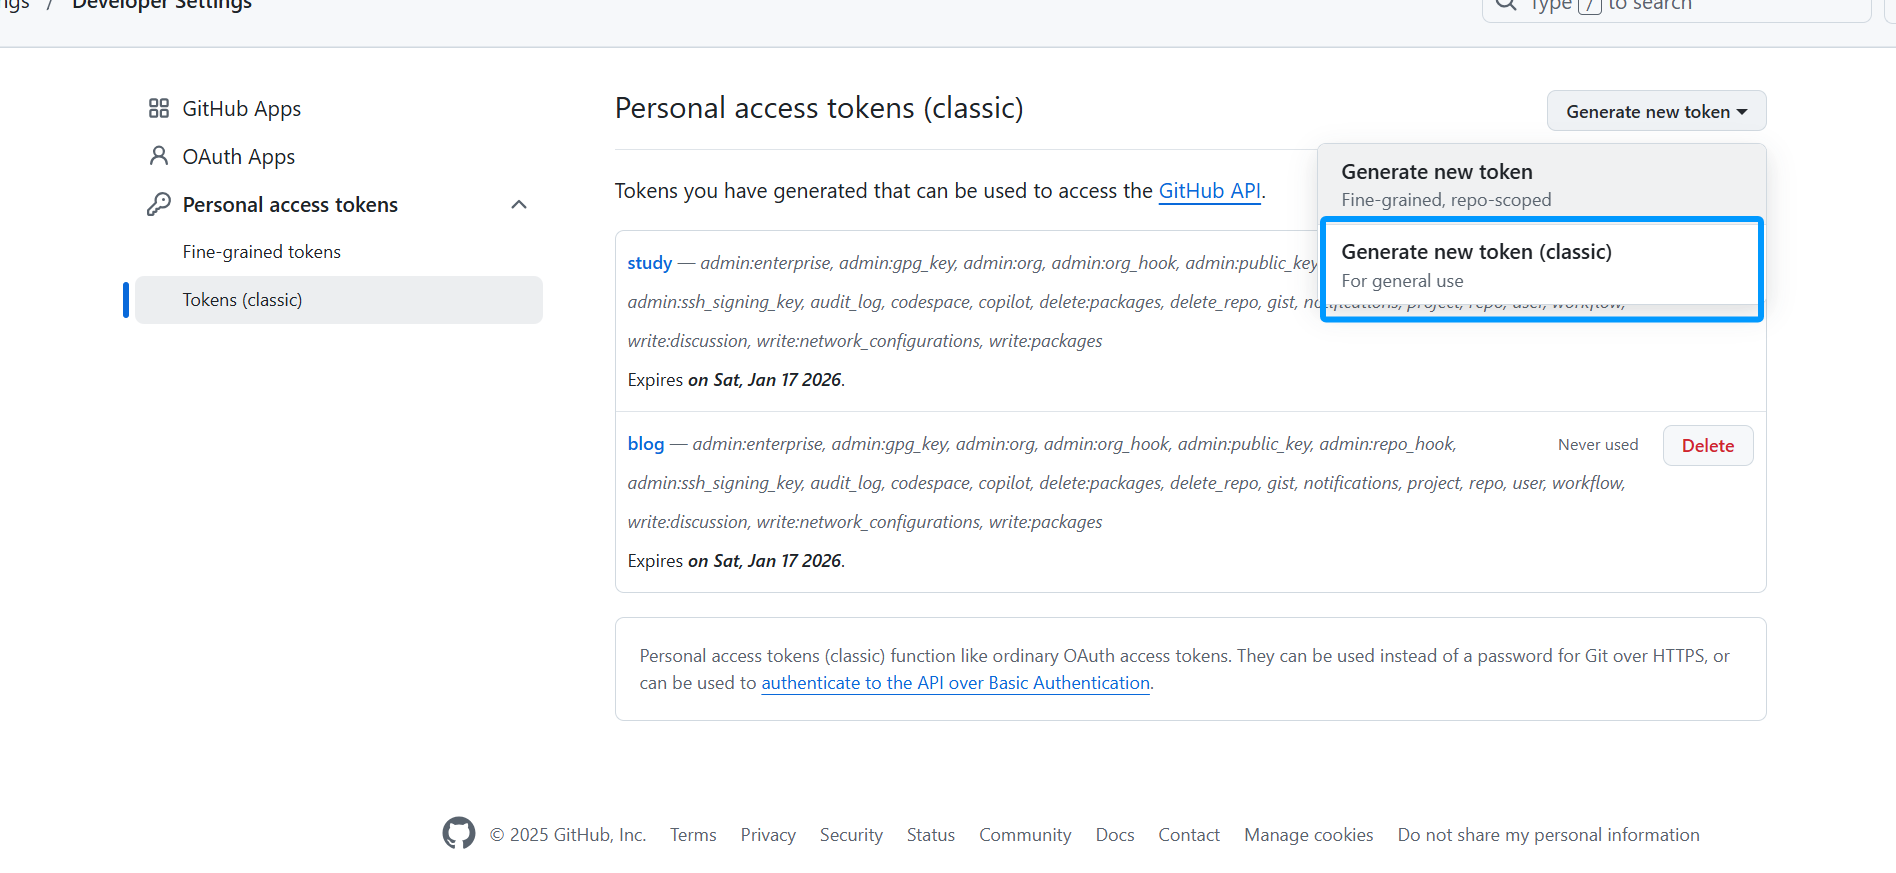 / Developer Settings
Type / to search
GitHub Apps
OAuth Apps
Personal access tokens
Fine-grained tokens
Tokens (classic)
Personal access tokens (classic)
Generate new token
Generate new token
Fine-grained, repo-scoped
Generate new token (classic)
For general use
Tokens you have generated that can be used to access the GitHub API.
study — admin:enterprise, admin:gpg_key, admin:org, admin:org_hook, admin:public_key
admin:ssh_signing_key, audit_log, codespace, copilot, delete:packages, delete_repo, gist, notifications, project, repo, user, workflow,
write:discussion, write:network_configurations, write:packages
Expires on Sat, Jan 17 2026.
blog — admin:enterprise, admin:gpg_key, admin:org, admin:org_hook, admin:public_key, admin:repo_hook,
Never used
Delete
admin:ssh_signing_key, audit_log, codespace, copilot, delete:packages, delete_repo, gist, notifications, project, repo, user, workflow,
write:discussion, write:network_configurations, write:packages
Expires on Sat, Jan 17 2026.
Personal access tokens (classic) function like ordinary OAuth access tokens. They can be used instead of a password for Git over HTTPS, or
can be used to authenticate to the API over Basic Authentication.
© 2025 GitHub, Inc.
Terms
Privacy
Security
Status
Community
Docs
Contact
Manage cookies
Do not share my personal information